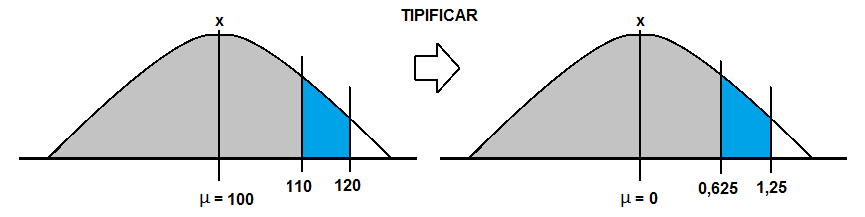 TIPIFICAR
x
110
120
μ = 100
x
0,625
1,25
μ = 0